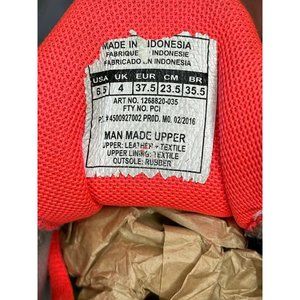 MADE IN INDONESIA
FABRIQUE INDONESIE
FABRICADO EN INDONESIA
USA UK EUR CM BR
6.5 4 37.5 23.5 35.5
ART NO. 1268820-035
FTY NO. PCI
#4500927002 PROD. MO. 02/2016
MAN MADE UPPER
UPPER: LEATHER + TEXTILE
UPPER LINING: TEXTILE
OUTSOLE: RUBBER